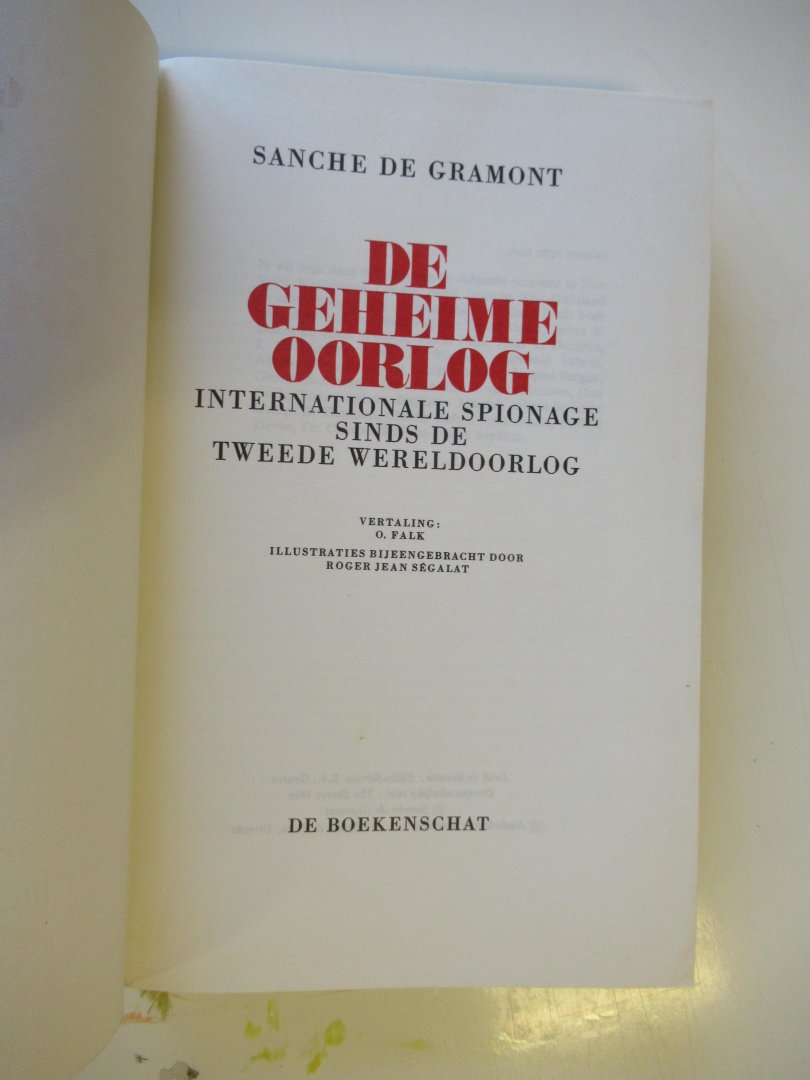 SANCHE DE GRAMONT
DE
GEHEIME
OORLOG
INTERNATIONALE SPIONAGE
SINDS DE
TWEEDE WERELDOORLOG
VERTALING:
O. FALK
ILLUSTRATIES BIJEENGEBRACHT DOOR
ROGER JEAN SÉGALAT
DE BOEKENSCHAT